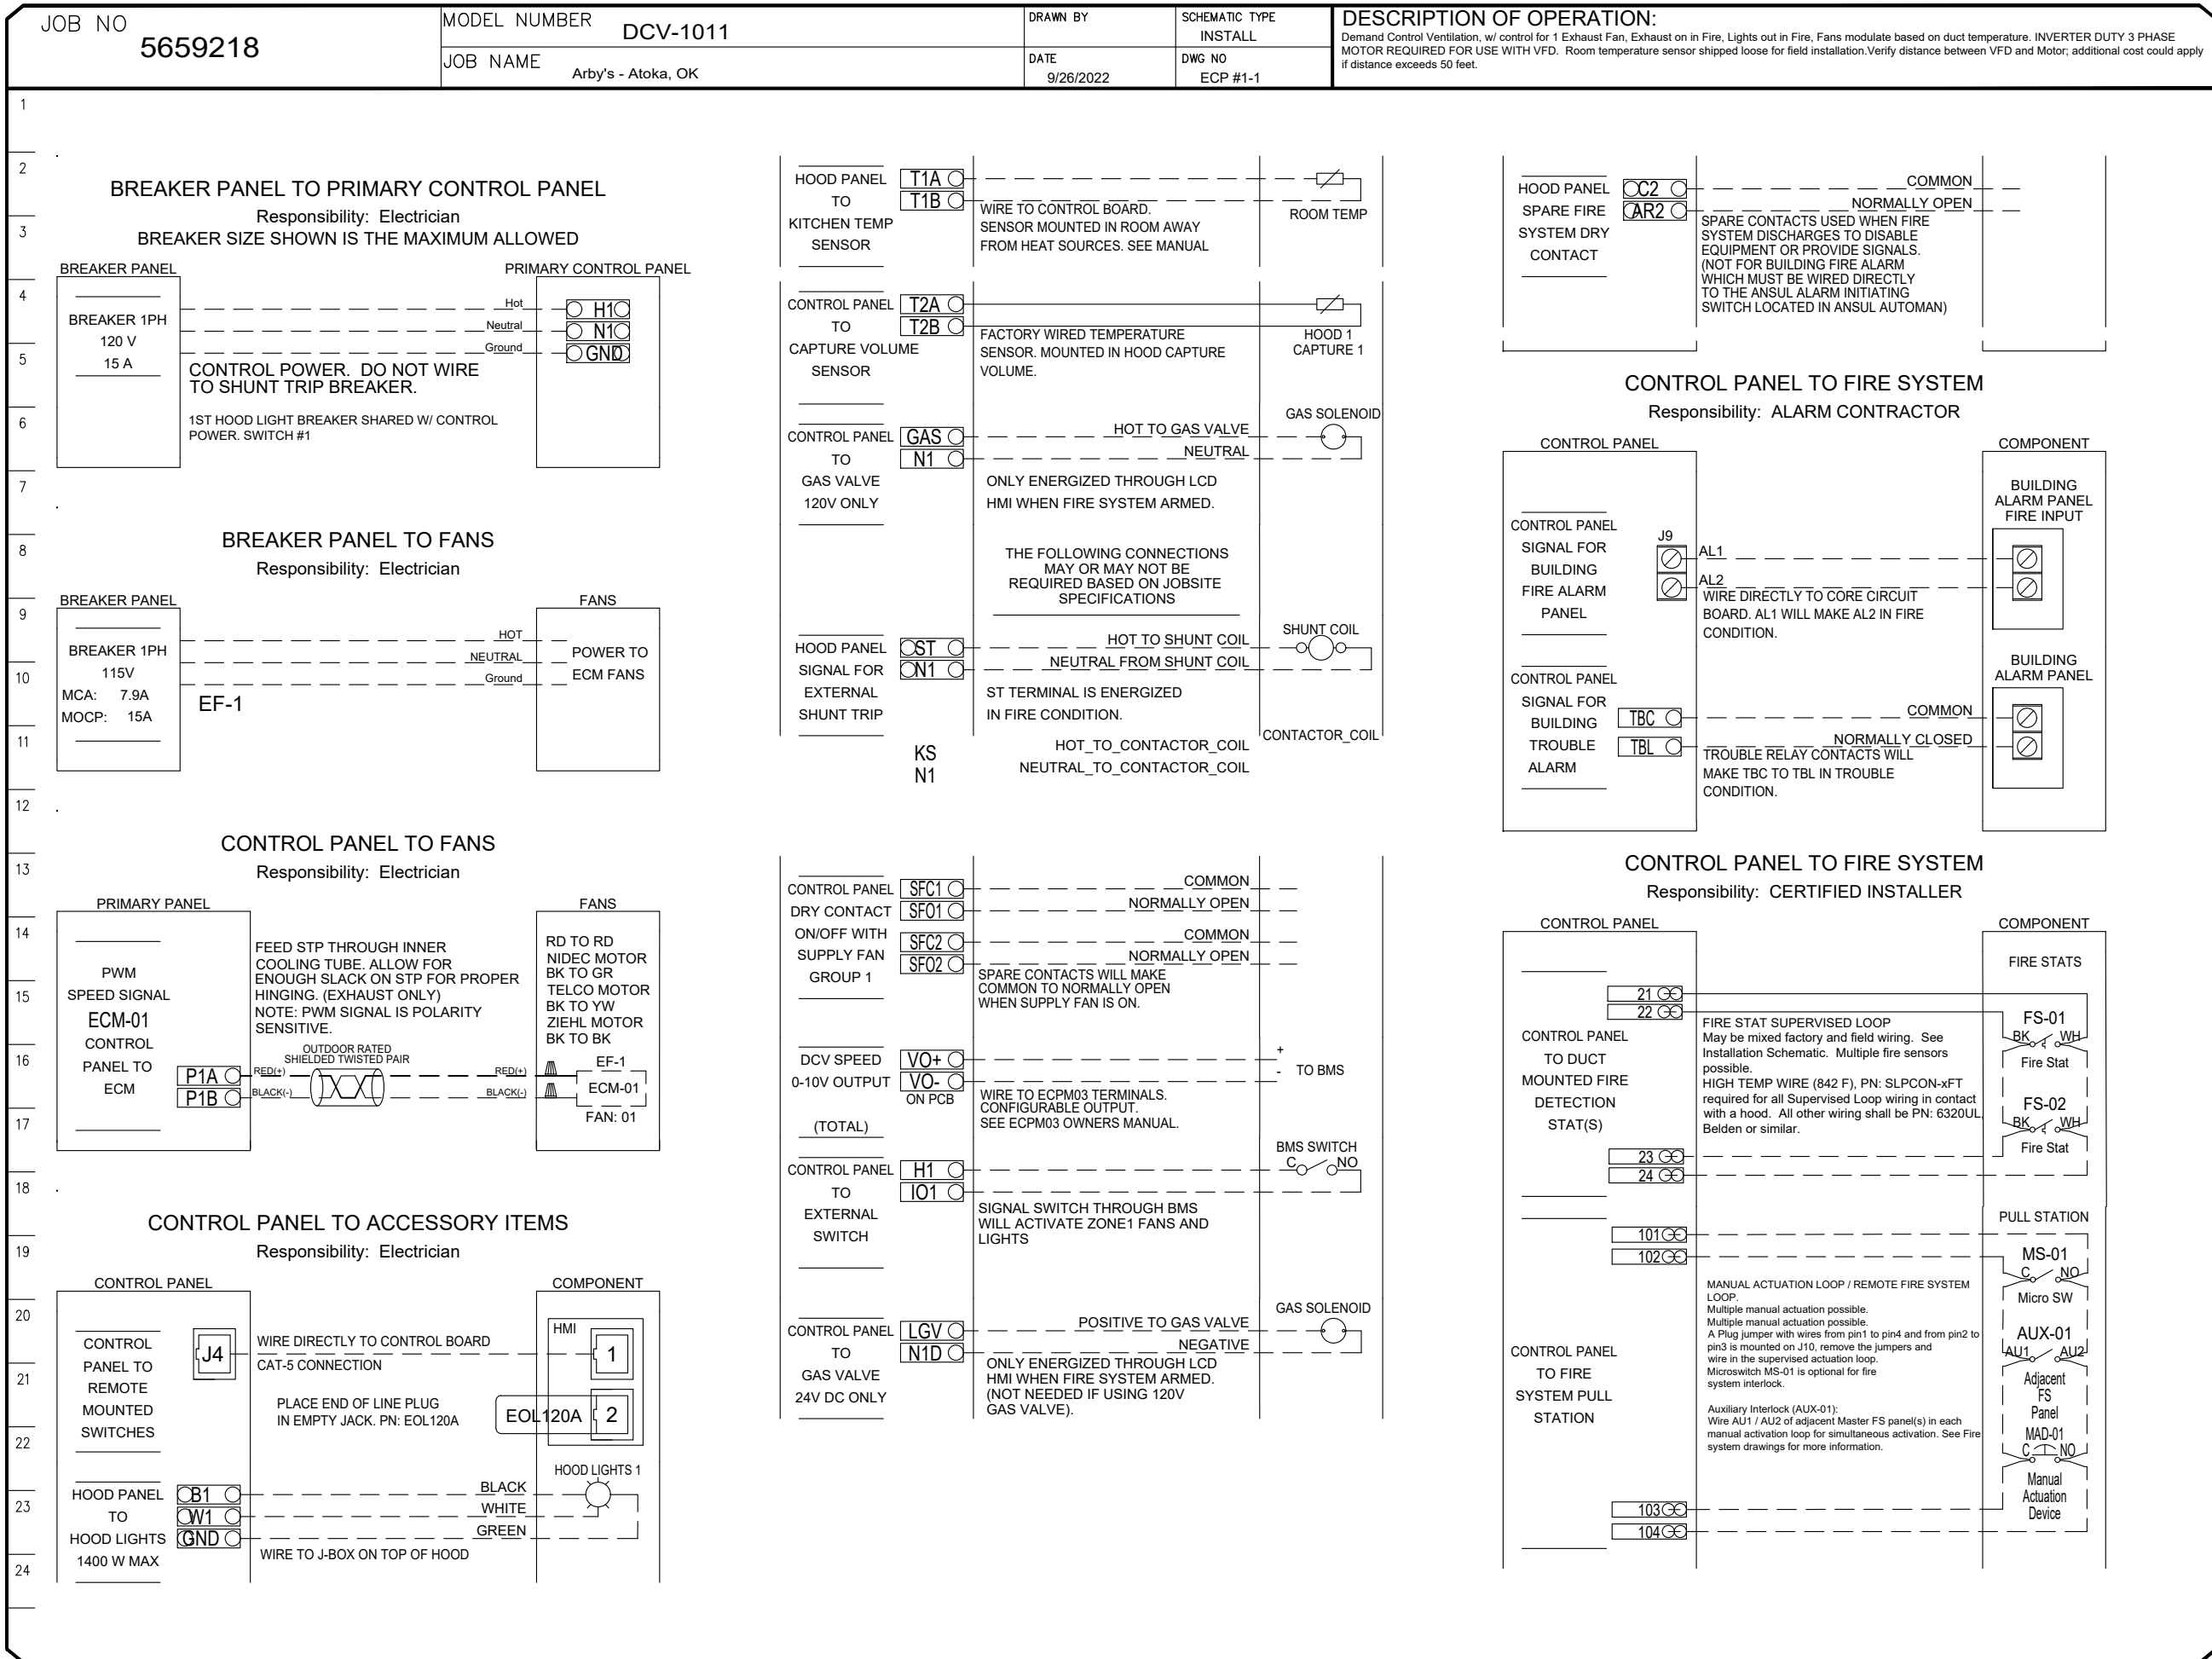 JOB NO
5659218
MODEL NUMBER
DCV-1011
JOB NAME
Arby's - Atoka, OK
DRAWN BY
DATE
9/26/2022
SCHEMATIC TYPE
INSTALL
DWG NO
ECP #1-1
DESCRIPTION OF OPERATION:
Demand Control Ventilation, w/ control for 1 Exhaust Fan, Exhaust on in Fire, Lights out in Fire, Fans modulate based on duct temperature. INVERTER DUTY 3 PHASE
MOTOR REQUIRED FOR USE WITH VFD. Room temperature sensor shipped loose for field installation.Verify distance between VFD and Motor; additional cost could apply
if distance exceeds 50 feet.
1
2
3
4
5
6
7
8
9
10
11
12
13
14
15
16
17
18
19
20
21
22
23
24
BREAKER PANEL TO PRIMARY CONTROL PANEL
Responsibility: Electrician
BREAKER SIZE SHOWN IS THE MAXIMUM ALLOWED
BREAKER PANEL
PRIMARY CONTROL PANEL
BREAKER 1PH
120 V
15 A
Hot
Neutral
Ground
H1
N1
GND
CONTROL POWER. DO NOT WIRE
TO SHUNT TRIP BREAKER.
1ST HOOD LIGHT BREAKER SHARED W/ CONTROL
POWER. SWITCH #1
BREAKER PANEL TO FANS
Responsibility: Electrician
BREAKER PANEL
FANS
BREAKER 1PH
115V
MCA: 7.9A
MOCP: 15A
HOT
NEUTRAL
Ground
EF-1
POWER TO
ECM FANS
CONTROL PANEL TO FANS
Responsibility: Electrician
PRIMARY PANEL
FANS
PWM
SPEED SIGNAL
ECM-01
CONTROL
PANEL TO
ECM
P1A
P1B
FEED STP THROUGH INNER
COOLING TUBE. ALLOW FOR
ENOUGH SLACK ON STP FOR PROPER
HINGING. (EXHAUST ONLY)
NOTE: PWM SIGNAL IS POLARITY
SENSITIVE.
OUTDOOR RATED
SHIELDED TWISTED PAIR
RED(+)
BLACK(-)
RED(+)
BLACK(-)
RD TO RD
NIDEC MOTOR
BK TO GR
TELCO MOTOR
BK TO YW
ZIEHL MOTOR
BK TO BK
EF-1
ECM-01
FAN: 01
CONTROL PANEL TO ACCESSORY ITEMS
Responsibility: Electrician
CONTROL PANEL
COMPONENT
CONTROL
PANEL TO
REMOTE
MOUNTED
SWITCHES
J4
WIRE DIRECTLY TO CONTROL BOARD
CAT-5 CONNECTION
PLACE END OF LINE PLUG
IN EMPTY JACK. PN: EOL120A
HMI
1
EOL120A
2
HOOD LIGHTS 1
HOOD PANEL
TO
HOOD LIGHTS
1400 W MAX
B1
W1
GND
BLACK
WHITE
GREEN
WIRE TO J-BOX ON TOP OF HOOD
HOOD PANEL
TO
KITCHEN TEMP
SENSOR
T1A
T1B
WIRE TO CONTROL BOARD.
SENSOR MOUNTED IN ROOM AWAY
FROM HEAT SOURCES. SEE MANUAL
ROOM TEMP
CONTROL PANEL
TO
CAPTURE VOLUME
SENSOR
T2A
T2B
FACTORY WIRED TEMPERATURE
SENSOR. MOUNTED IN HOOD CAPTURE
VOLUME.
HOOD 1
CAPTURE 1
CONTROL PANEL
TO
GAS VALVE
120V ONLY
GAS
N1
HOT TO GAS VALVE
NEUTRAL
GAS SOLENOID
ONLY ENERGIZED THROUGH LCD
HMI WHEN FIRE SYSTEM ARMED.
THE FOLLOWING CONNECTIONS
MAY OR MAY NOT BE
REQUIRED BASED ON JOBSITE
SPECIFICATIONS
HOOD PANEL
SIGNAL FOR
EXTERNAL
SHUNT TRIP
ST
N1
HOT TO SHUNT COIL
NEUTRAL FROM SHUNT COIL
SHUNT COIL
ST TERMINAL IS ENERGIZED
IN FIRE CONDITION.
KS
N1
HOT_TO_CONTACTOR_COIL
NEUTRAL_TO_CONTACTOR_COIL
CONTACTOR_COIL
CONTROL PANEL
DRY CONTACT
ON/OFF WITH
SUPPLY FAN
GROUP 1
SFC1
SFO1
SFC2
SFO2
COMMON
NORMALLY OPEN
COMMON
NORMALLY OPEN
SPARE CONTACTS WILL MAKE
COMMON TO NORMALLY OPEN
WHEN SUPPLY FAN IS ON.
DCV SPEED
0-10V OUTPUT
(TOTAL)
VO+
VO-
ON PCB
WIRE TO ECPM03 TERMINALS.
CONFIGURABLE OUTPUT.
SEE ECPM03 OWNERS MANUAL.
+
-
TO BMS
CONTROL PANEL
TO
EXTERNAL
SWITCH
H1
IO1
BMS SWITCH
C
NO
SIGNAL SWITCH THROUGH BMS
WILL ACTIVATE ZONE1 FANS AND
LIGHTS
CONTROL PANEL
TO
GAS VALVE
24V DC ONLY
LGV
N1D
POSITIVE TO GAS VALVE
NEGATIVE
GAS SOLENOID
ONLY ENERGIZED THROUGH LCD
HMI WHEN FIRE SYSTEM ARMED.
(NOT NEEDED IF USING 120V
GAS VALVE).
HOOD PANEL
SPARE FIRE
SYSTEM DRY
CONTACT
C2
AR2
COMMON
NORMALLY OPEN
SPARE CONTACTS USED WHEN FIRE
SYSTEM DISCHARGES TO DISABLE
EQUIPMENT OR PROVIDE SIGNALS.
(NOT FOR BUILDING FIRE ALARM
WHICH MUST BE WIRED DIRECTLY
TO THE ANSUL ALARM INITIATING
SWITCH LOCATED IN ANSUL AUTOMAN)
CONTROL PANEL TO FIRE SYSTEM
Responsibility: ALARM CONTRACTOR
CONTROL PANEL
COMPONENT
CONTROL PANEL
SIGNAL FOR
BUILDING
FIRE ALARM
PANEL
J9
AL1
AL2
WIRE DIRECTLY TO CORE CIRCUIT
BOARD. AL1 WILL MAKE AL2 IN FIRE
CONDITION.
BUILDING
ALARM PANEL
FIRE INPUT
CONTROL PANEL
SIGNAL FOR
BUILDING
TROUBLE
ALARM
TBC
TBL
COMMON
NORMALLY CLOSED
TROUBLE RELAY CONTACTS WILL
MAKE TBC TO TBL IN TROUBLE
CONDITION.
BUILDING
ALARM PANEL
CONTROL PANEL TO FIRE SYSTEM
Responsibility: CERTIFIED INSTALLER
CONTROL PANEL
COMPONENT
CONTROL PANEL
TO DUCT
MOUNTED FIRE
DETECTION
STAT(S)
21
22
23
24
FIRE STAT SUPERVISED LOOP
May be mixed factory and field wiring. See
Installation Schematic. Multiple fire sensors
possible.
HIGH TEMP WIRE (842 F), PN: SLPCON-xFT
required for all Supervised Loop wiring in contact
with a hood. All other wiring shall be PN: 6320UL,
Belden or similar.
FIRE STATS
FS-01
BK
WH
Fire Stat
FS-02
BK
WH
Fire Stat
CONTROL PANEL
TO FIRE
SYSTEM PULL
STATION
101
102
103
104
MANUAL ACTUATION LOOP / REMOTE FIRE SYSTEM
LOOP.
Multiple manual actuation possible.
Multiple manual actuation possible.
A Plug jumper with wires from pin1 to pin4 and from pin2 to
pin3 is mounted on J10, remove the jumpers and
wire in the supervised actuation loop.
Microswitch MS-01 is optional for fire
system interlock.
Auxiliary Interlock (AUX-01):
Wire AU1 / AU2 of adjacent Master FS panel(s) in each
manual activation loop for simultaneous activation. See Fire
system drawings for more information.
PULL STATION
MS-01
C
NO
Micro SW
AUX-01
AU1
AU2
Adjacent
FS
Panel
MAD-01
C
NO
Manual
Actuation
Device